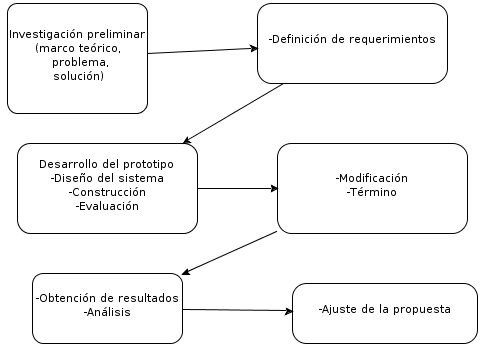 Investigación preliminar
(marco teórico,
problema,
solución)
-Definición de requerimientos
Desarrollo del prototipo
-Diseño del sistema
-Construcción
-Evaluación
-Modificación
-Término
-Obtención de resultados
-Análisis
-Ajuste de la propuesta